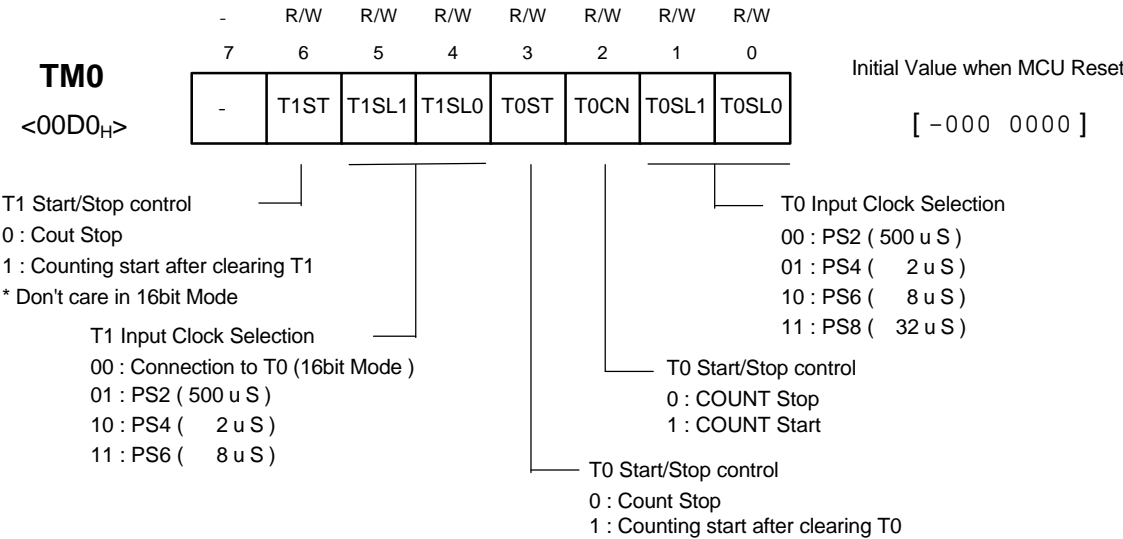 - R/W R/W R/W R/W R/W R/W R/W
7 6 5 4 3 2 1 0
TM0
<00D0H>
- T1ST T1SL1 T1SL0 T0ST T0CN T0SL1 T0SL0
Initial Value when MCU Reset
[ -000 0000 ]
T1 Start/Stop control
0 : Cout Stop
1 : Counting start after clearing T1
* Don't care in 16bit Mode
T1 Input Clock Selection
00 : Connection to T0 (16bit Mode )
01 : PS2 ( 500 u S )
10 : PS4 ( 2 u S )
11 : PS6 ( 8 u S )
T0 Input Clock Selection
00 : PS2 ( 500 u S )
01 : PS4 ( 2 u S )
10 : PS6 ( 8 u S )
11 : PS8 ( 32 u S )
T0 Start/Stop control
0 : COUNT Stop
1 : COUNT Start
T0 Start/Stop control
0 : Count Stop
1 : Counting start after clearing T0